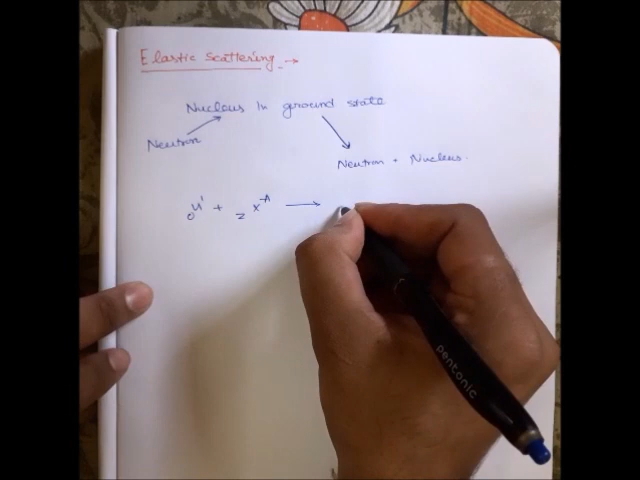 Elastic scattering →
Nucleus in ground state
Neutron
Neutron + Nucleus.
₀n¹ + zXᴬ →
pentonic